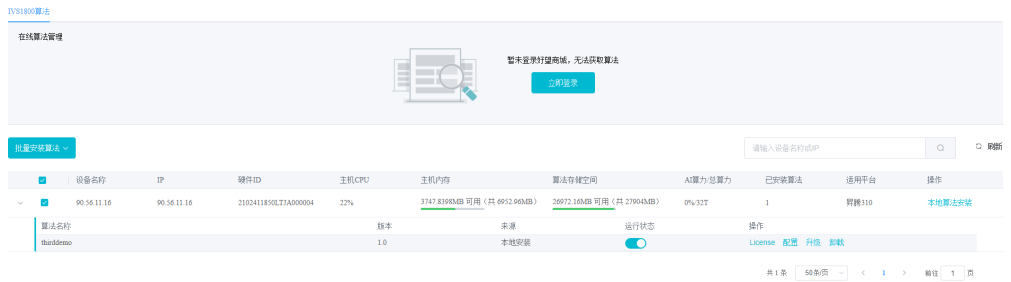 IVS1800算法
在线算法管理
暂未登录好望商城，无法获取算法
立即登录
批量安装算法
请输入设备名称或IP
刷新
设备名称 IP 硬件ID 主机CPU 主机内存 算法存储空间 AI算力/总算力 已安装算法 适用平台 操作
90.56.11.16 90.56.11.16 2102411850LTJA000004 22% 3747.8398MB 可用（共 6952.96MB） 26972.16MB 可用（共 27904MB） 0%/32T 1 昇腾310 本地算法安装
算法名称 版本 来源 运行状态 操作
thirddemo 1.0 本地安装 License 配置 升级 卸载
共 1 条 50条/页 1 前往 1 页